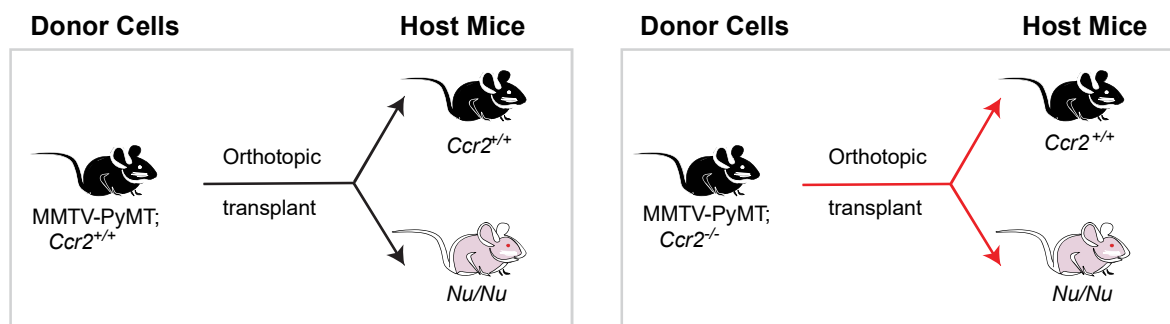 Donor Cells
Host Mice
Orthotopic
transplant
MMTV-PyMT;
Ccr2+/+
Ccr2+/+
Nu/Nu
Donor Cells
Host Mice
Orthotopic
transplant
MMTV-PyMT;
Ccr2-/-
Ccr2+/+
Nu/Nu